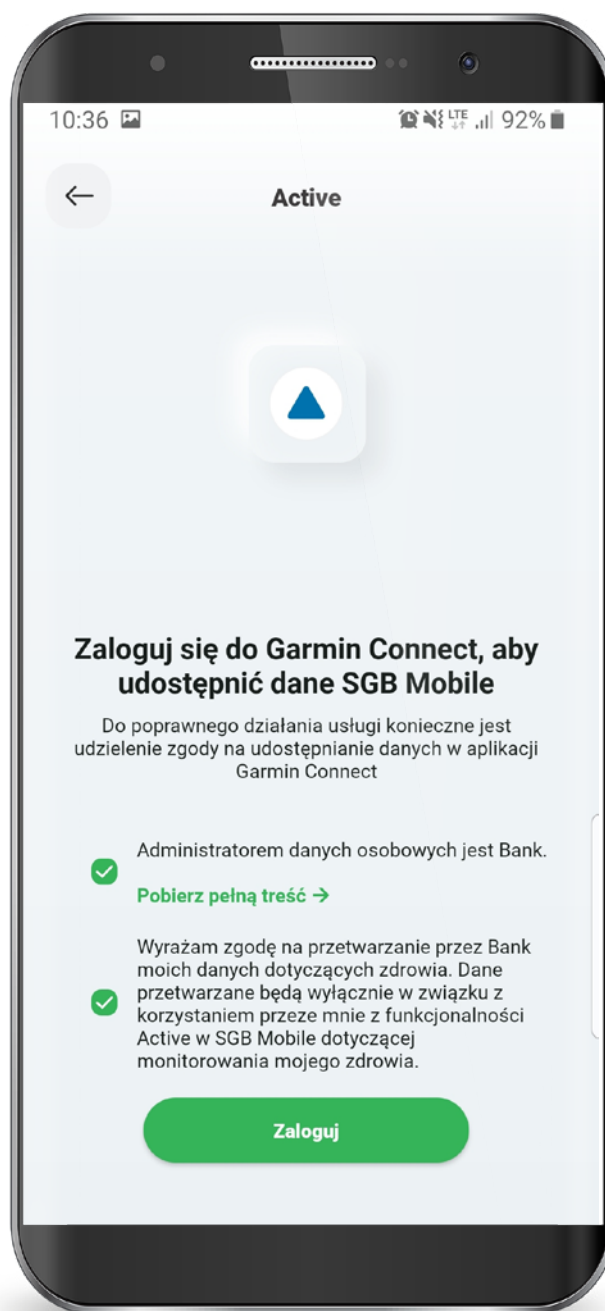 10:36 LTE 92%
Active
Zaloguj się do Garmin Connect, aby
udostępnić dane SGB Mobile
Do poprawnego działania usługi konieczne jest
udzielenie zgody na udostępnianie danych w aplikacji
Garmin Connect
Administratorem danych osobowych jest Bank.
Pobierz pełną treść →
Wyrażam zgodę na przetwarzanie przez Bank
moich danych dotyczących zdrowia. Dane
przetwarzane będą wyłącznie w związku z
korzystaniem przeze mnie z funkcjonalności
Active w SGB Mobile dotyczącej
monitorowania mojego zdrowia.
Zaloguj